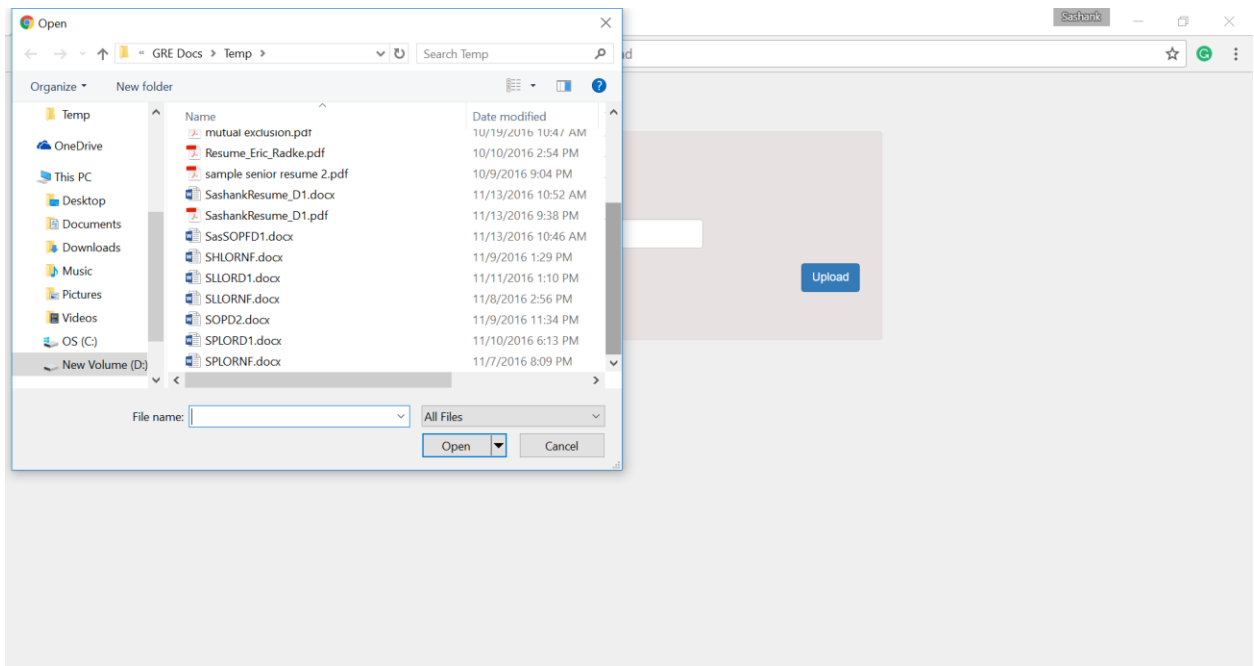 Open
Sashank
« GRE Docs > Temp >
Search Temp
ad
Organize
New folder
Temp
OneDrive
This PC
Desktop
Documents
Downloads
Music
Pictures
Videos
OS (C:)
New Volume (D:)
Name Date modified
mutual exclusion.pdf 10/19/2016 10:47 AM
Resume_Eric_Radke.pdf 10/10/2016 2:54 PM
sample senior resume 2.pdf 10/9/2016 9:04 PM
SashankResume_D1.docx 11/13/2016 10:52 AM
SashankResume_D1.pdf 11/13/2016 9:38 PM
SasSOPFD1.docx 11/13/2016 10:46 AM
SHLORNF.docx 11/9/2016 1:29 PM
SLLORD1.docx 11/11/2016 1:10 PM
SLLORNF.docx 11/8/2016 2:56 PM
SOPD2.docx 11/9/2016 11:34 PM
SPLORD1.docx 11/10/2016 6:13 PM
SPLORNF.docx 11/7/2016 8:09 PM
File name:
All Files
Open
Cancel
Upload